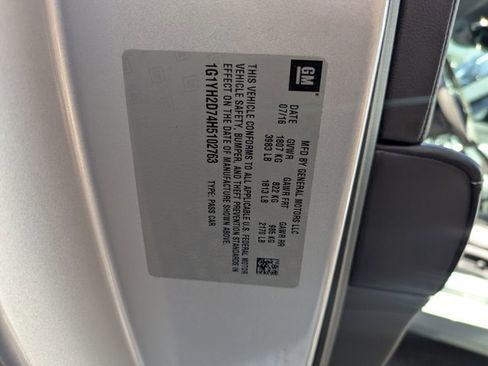 GM
MFD BY GENERAL MOTORS LLC
DATE GVWR GAWR FRT GAWR RR
07/16 1807 KG 822 KG 985 KG
3983 LB 1813 LB 2170 LB
THIS VEHICLE CONFORMS TO ALL APPLICABLE U.S. FEDERAL MOTOR
VEHICLE SAFETY, BUMPER, AND THEFT PREVENTION STANDARDS IN
EFFECT ON THE DATE OF MANUFACTURE SHOWN ABOVE.
1G1YH2D74H5102763 TYPE: PASS CAR